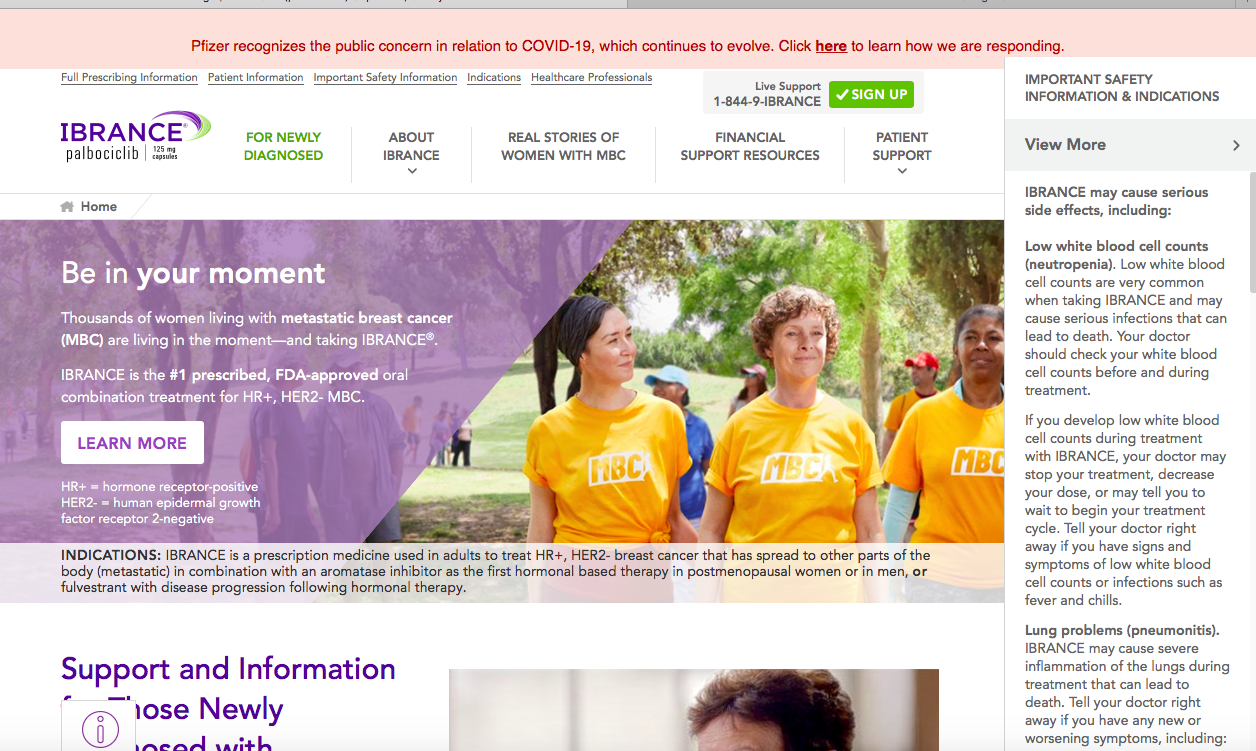 Pfizer recognizes the public concern in relation to COVID-19, which continues to evolve. Click here to learn how we are responding.
Full Prescribing Information Patient Information Important Safety Information Indications Healthcare Professionals
Live Support
1-844-9-IBRANCE
SIGN UP
IBRANCE®
palbociclib | 125 mg
capsules
FOR NEWLY
DIAGNOSED
ABOUT
IBRANCE
REAL STORIES OF
WOMEN WITH MBC
FINANCIAL
SUPPORT RESOURCES
PATIENT
SUPPORT
Home
Be in your moment
Thousands of women living with metastatic breast cancer
(MBC) are living in the moment—and taking IBRANCE®.
IBRANCE is the #1 prescribed, FDA-approved oral
combination treatment for HR+, HER2- MBC.
LEARN MORE
HR+ = hormone receptor-positive
HER2- = human epidermal growth
factor receptor 2-negative
MBC
MBC
MBC
INDICATIONS: IBRANCE is a prescription medicine used in adults to treat HR+, HER2- breast cancer that has spread to other parts of the
body (metastatic) in combination with an aromatase inhibitor as the first hormonal based therapy in postmenopausal women or in men, or
fulvestrant with disease progression following hormonal therapy.
Support and Information
Those Newly
with
IMPORTANT SAFETY
INFORMATION & INDICATIONS
View More
IBRANCE may cause serious
side effects, including:
Low white blood cell counts
(neutropenia). Low white blood
cell counts are very common
when taking IBRANCE and may
cause serious infections that can
lead to death. Your doctor
should check your white blood
cell counts before and during
treatment.
If you develop low white blood
cell counts during treatment
with IBRANCE, your doctor may
stop your treatment, decrease
your dose, or may tell you to
wait to begin your treatment
cycle. Tell your doctor right
away if you have signs and
symptoms of low white blood
cell counts or infections such as
fever and chills.
Lung problems (pneumonitis).
IBRANCE may cause severe
inflammation of the lungs during
treatment that can lead to
death. Tell your doctor right
away if you have any new or
worsening symptoms, including: